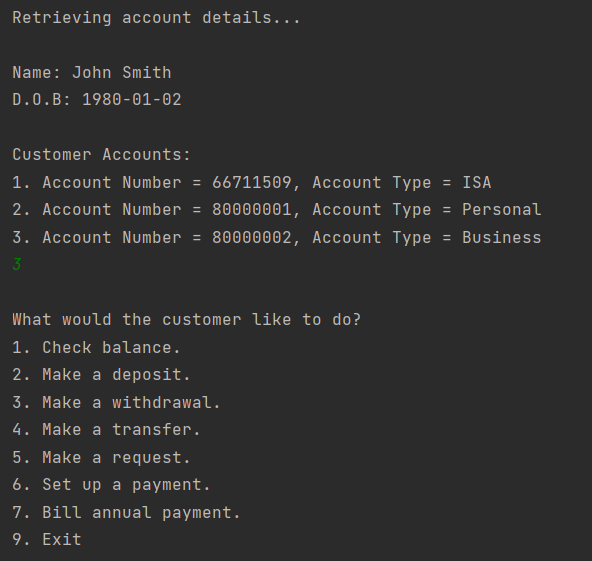 Retrieving account details...
Name: John Smith
D.O.B: 1980-01-02
Customer Accounts:
1. Account Number = 66711509, Account Type = ISA
2. Account Number = 80000001, Account Type = Personal
3. Account Number = 80000002, Account Type = Business
3
What would the customer like to do?
1. Check balance.
2. Make a deposit.
3. Make a withdrawal.
4. Make a transfer.
5. Make a request.
6. Set up a payment.
7. Bill annual payment.
9. Exit